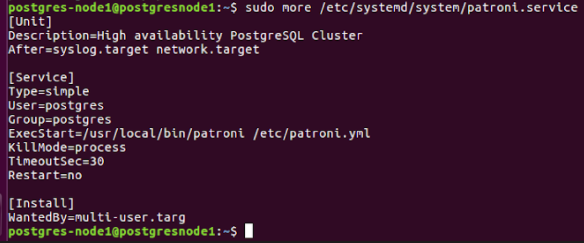 postgres-node1@postgresnode1:~$ sudo more /etc/systemd/system/patroni.service
[Unit]
Description=High availability PostgreSQL Cluster
After=syslog.target network.target

[Service]
Type=simple
User=postgres
Group=postgres
ExecStart=/usr/local/bin/patroni /etc/patroni.yml
KillMode=process
TimeoutSec=30
Restart=no

[Install]
WantedBy=multi-user.targ
postgres-node1@postgresnode1:~$